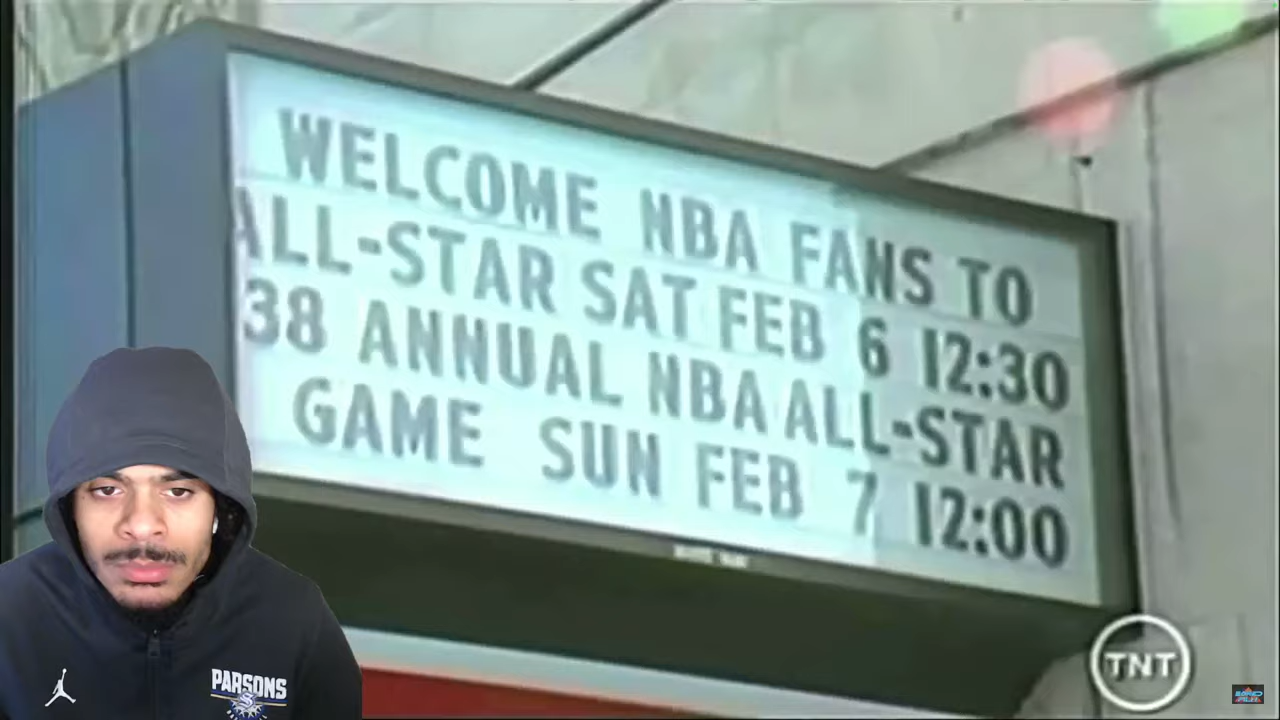 WELCOME NBA FANS TO
ALL-STAR SAT FEB 6 12:30
38 ANNUAL NBA ALL-STAR
GAME SUN FEB 7 12:00
PARSONS
TNT